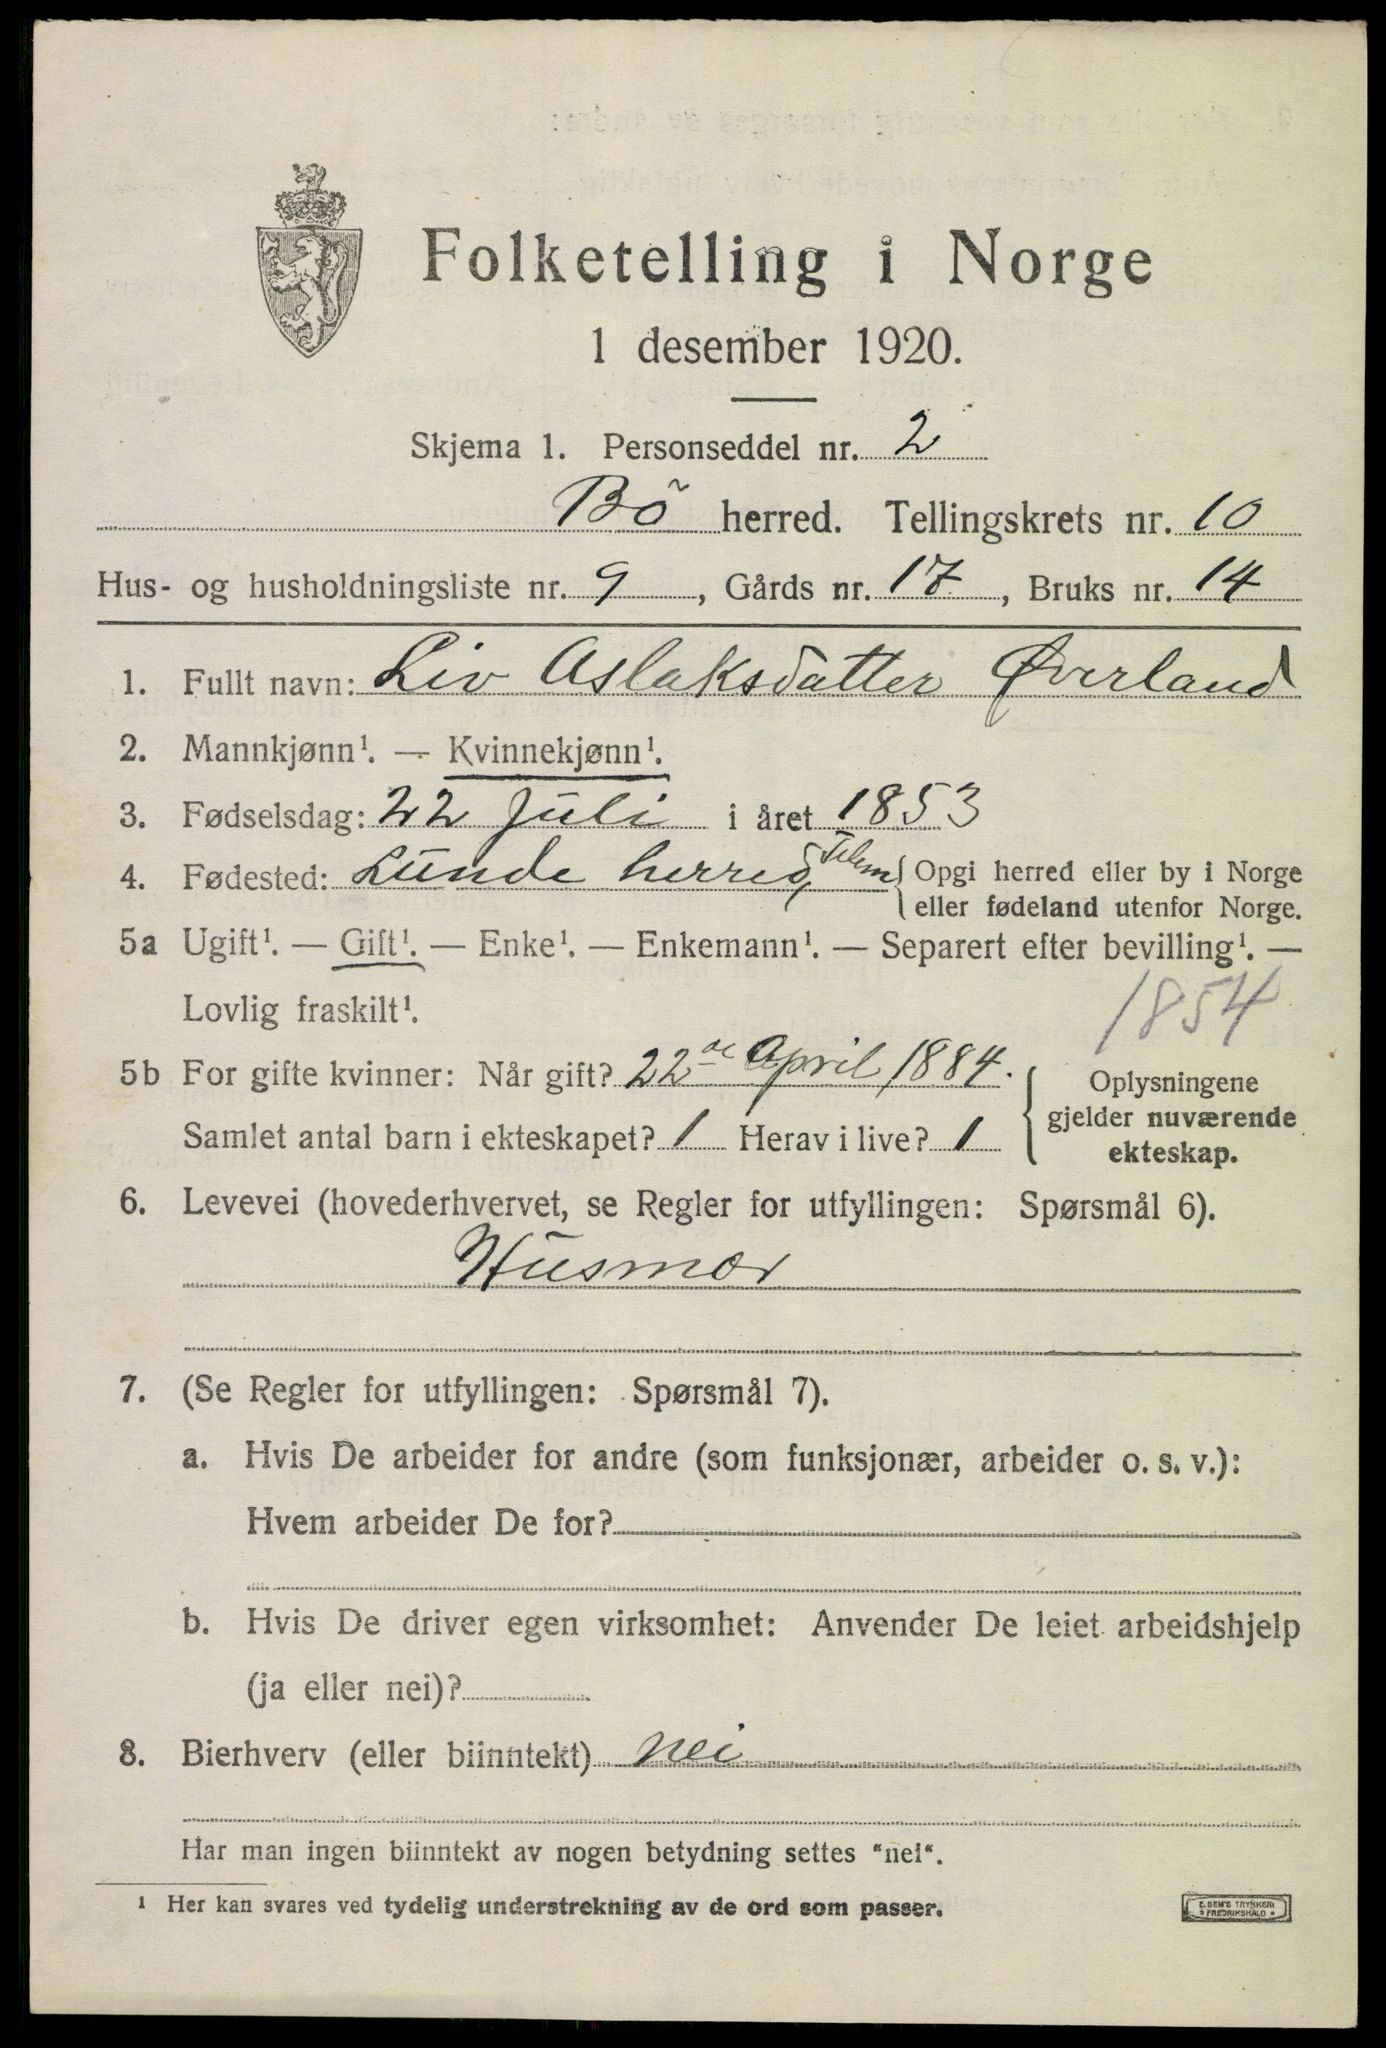 Folketelling i Norge
1 desember 1920.
Skjema 1. Personseddel nr. 2
Bö herred. Tellingskrets nr. 10
Hus- og husholdningsliste nr. 9, Gårds nr. 17, Bruks nr. 14
1. Fullt navn: Liv Aslaksdatter Øverland
2. Mannkjønn¹. — Kvinnekjønn¹.
3. Fødselsdag: 22 Juli i året 1853
4. Fødested: Lunde herred, Telem { Opgi herred eller by i Norge
eller fødeland utenfor Norge.
5a Ugift¹. — Gift¹. — Enke¹. — Enkemann¹. — Separert efter bevilling¹. —
Lovlig fraskilt¹.
1854
5b For gifte kvinner: Når gift? 22de April 1884.
Samlet antal barn i ekteskapet? 1 Herav i live? 1
{ Oplysningene
gjelder nuværende
ekteskap.
6. Levevei (hovederhvervet, se Regler for utfyllingen: Spørsmål 6).
Husmor
7. (Se Regler for utfyllingen: Spørsmål 7).
a. Hvis De arbeider for andre (som funksjonær, arbeider o. s. v.):
Hvem arbeider De for?
b. Hvis De driver egen virksomhet: Anvender De leiet arbeidshjelp
(ja eller nei)?
8. Bierhverv (eller biinntekt) nei
Har man ingen biinntekt av nogen betydning settes "nei".
¹ Her kan svares ved tydelig understrekning av de ord som passer.
E. SEM'S TRYKKERI
* FREDRIKSHALD *